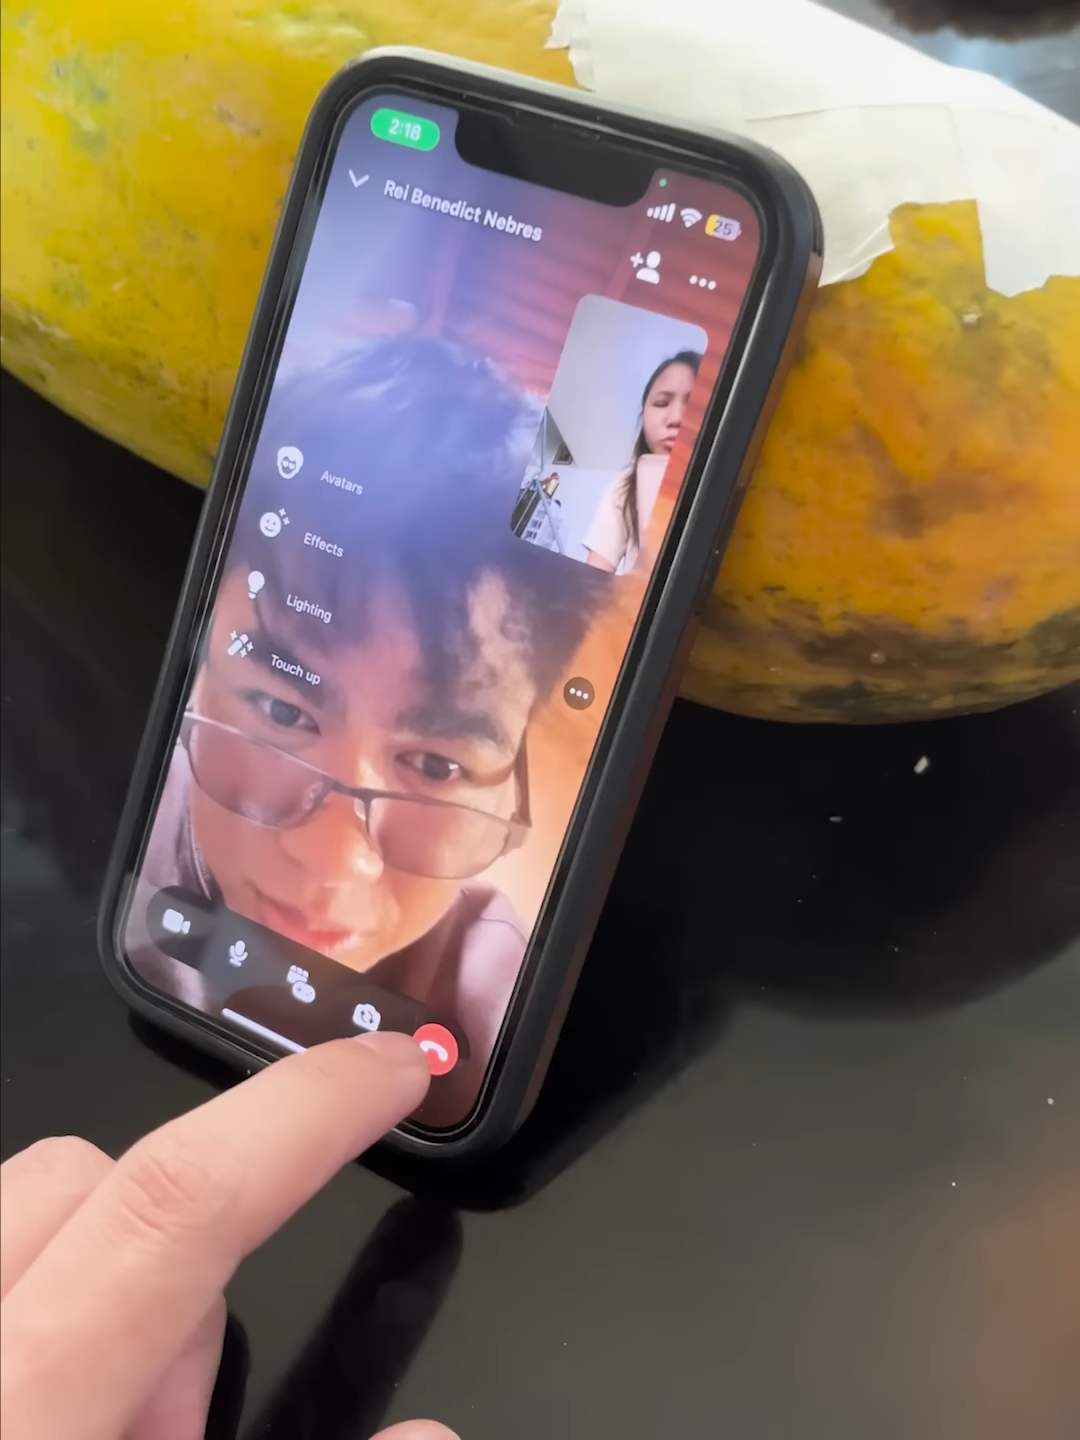 2:18
Rei Benedict Nebres
25
Avatars
Effects
Lighting
Touch up